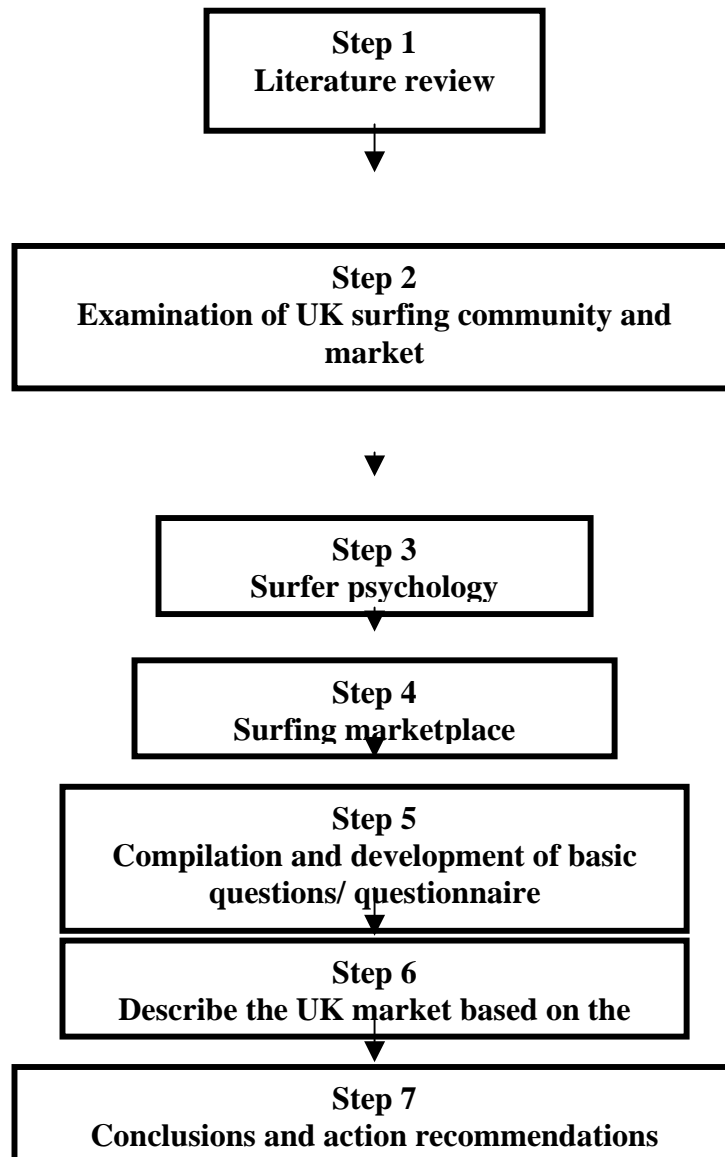 Step 1
Literature review
Step 2
Examination of UK surfing community and
market
Step 3
Surfer psychology
Step 4
Surfing marketplace
Step 5
Compilation and development of basic
questions/ questionnaire
Step 6
Describe the UK market based on the
Step 7
Conclusions and action recommendations